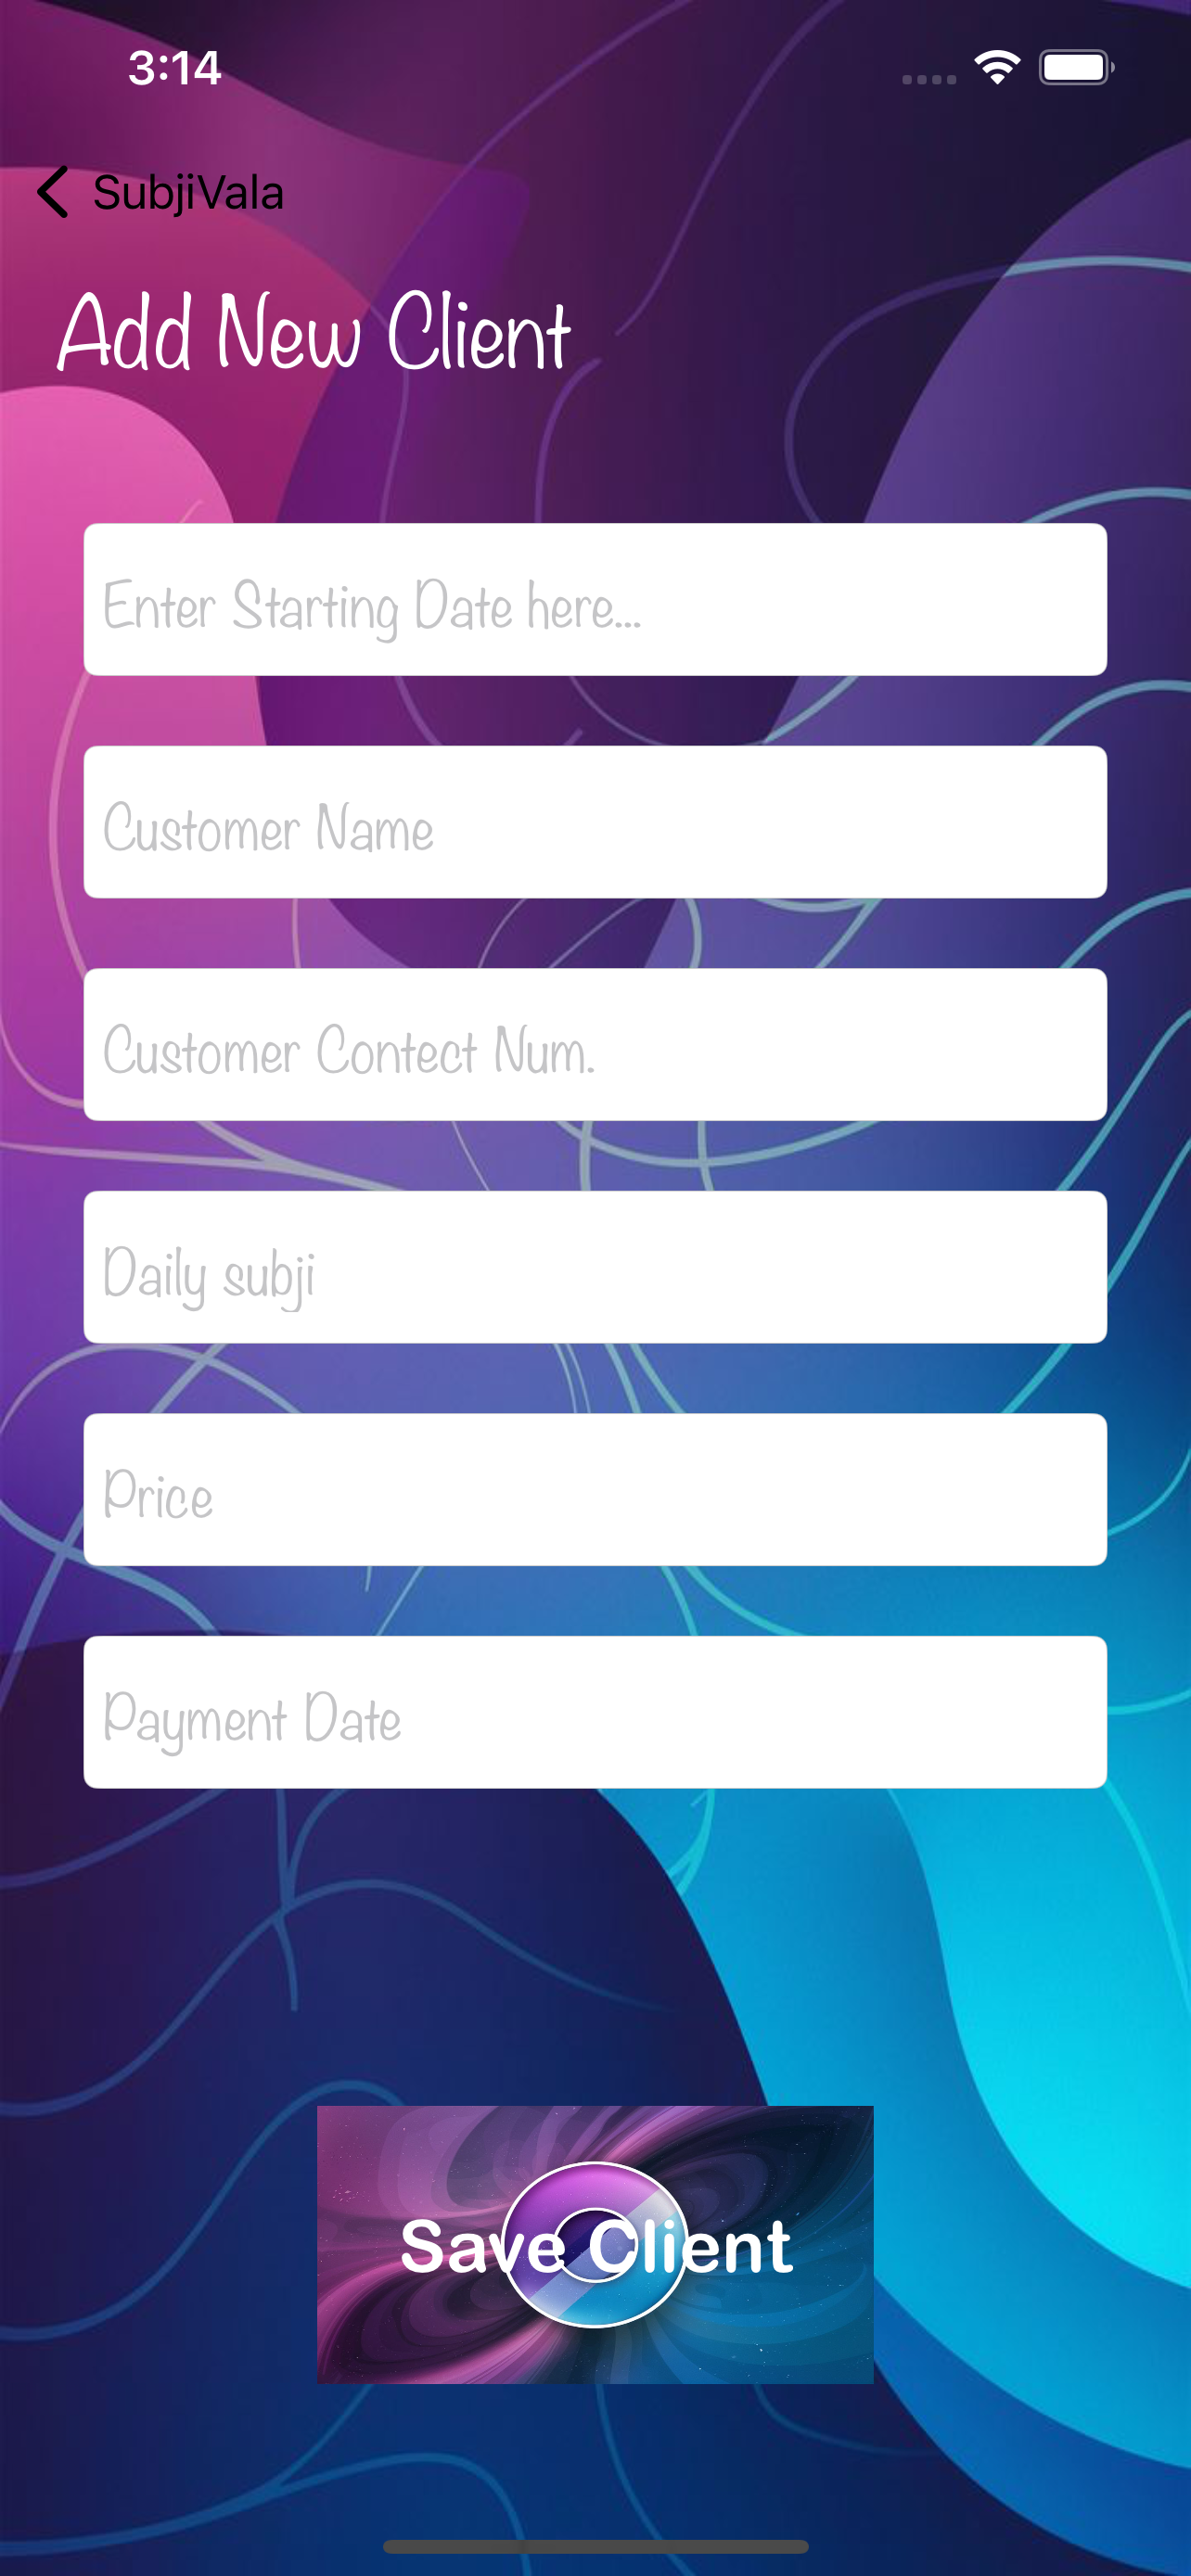 3:14
SubjiVala
Add New Client
Enter Starting Date here...
Customer Name
Customer Contect Num.
Daily subji
Price
Payment Date
Save Client